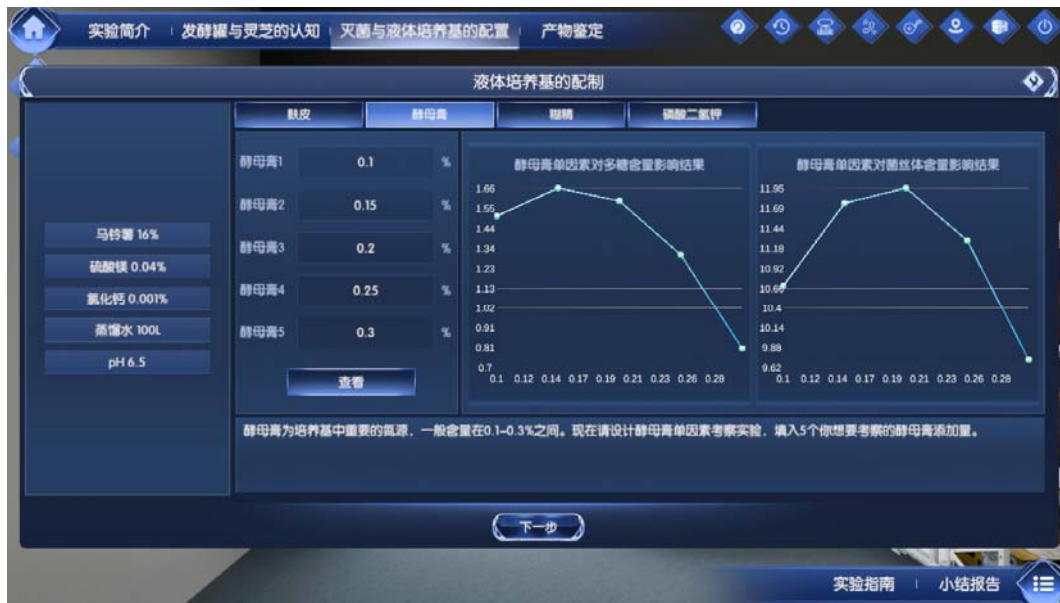 实验简介 发酵罐与灵芝的认知 灭菌与液体培养基的配置 产物鉴定
液体培养基的配制
麸皮 酵母膏 糊精 磷酸二氢钾
马铃薯 16%
硫酸镁 0.04%
氯化钙 0.001%
蒸馏水 100L
pH 6.5
酵母膏1 0.1 %
酵母膏2 0.15 %
酵母膏3 0.2 %
酵母膏4 0.25 %
酵母膏5 0.3 %
查看
酵母膏单因素对多糖含量影响结果
1.66
1.55
1.44
1.34
1.23
1.13
1.02
0.91
0.81
0.7
0.1 0.12 0.14 0.17 0.19 0.21 0.23 0.26 0.28
酵母膏单因素对菌丝体含量影响结果
11.95
11.69
11.44
11.18
10.92
10.66
10.4
10.14
9.88
9.62
0.1 0.12 0.14 0.17 0.19 0.21 0.23 0.26 0.28
酵母膏为培养基中重要的氮源，一般含量在0.1-0.3%之间。现在请设计酵母膏单因素考察实验，填入5个你想要考察的酵母膏添加量。
下一步
实验指南 小结报告